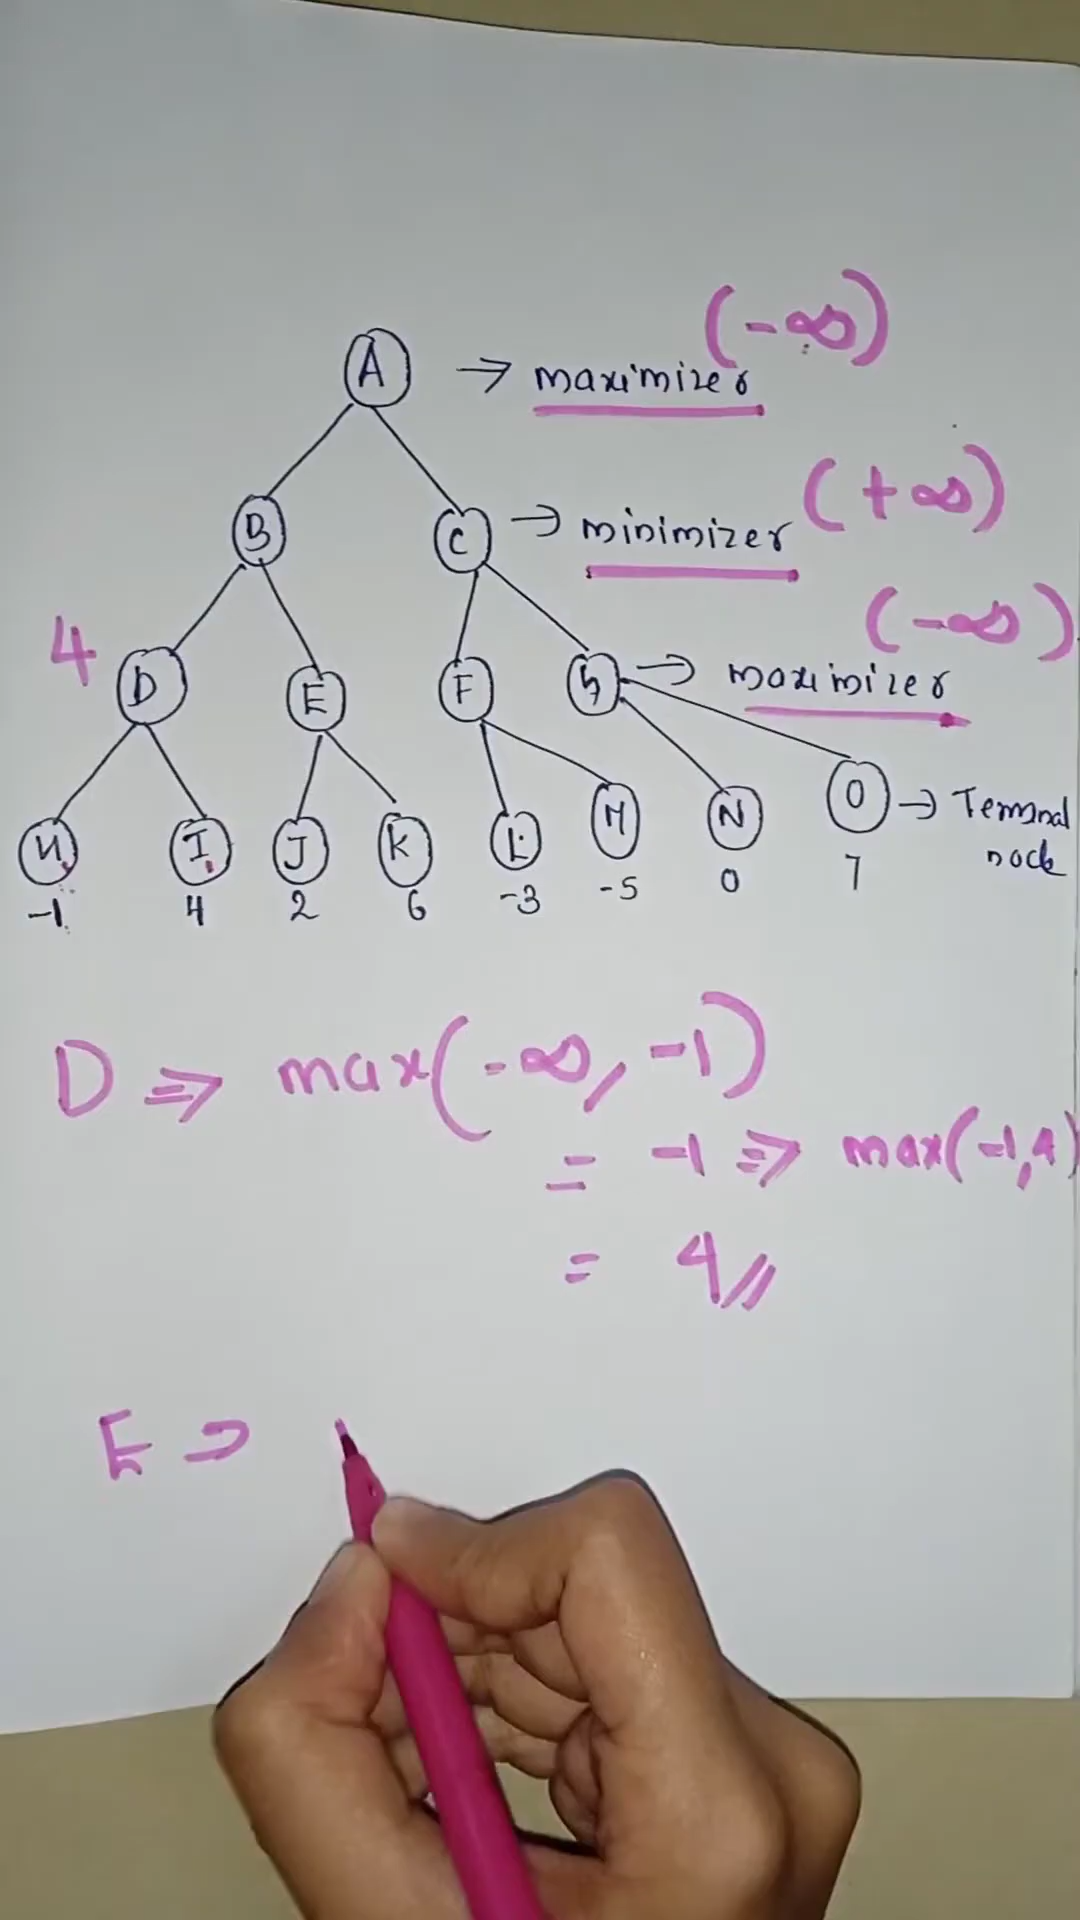 (-∞)
A → maximizer
(+∞)
B C → minimizer
(-∞)
4 D E F G → maximizer
H I J K L M N O → Terminal
node
-1 4 2 6 -3 -5 0 7
D ⇒ max(-∞, -1)
= -1 ⇒ max(-1, 4)
= 4//
E ⇒